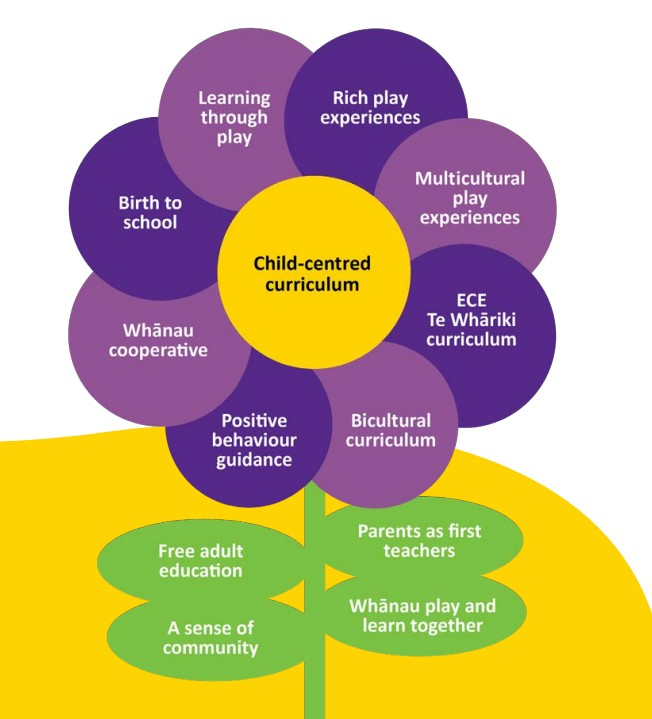 Learning
through
play
Rich play
experiences
Multicultural
play
experiences
Birth to
school
Child-centred
curriculum
ECE
Te Whāriki
curriculum
Whānau
cooperative
Positive
behaviour
guidance
Bicultural
curriculum
Free adult
education
Parents as first
teachers
A sense of
community
Whānau play and
learn together